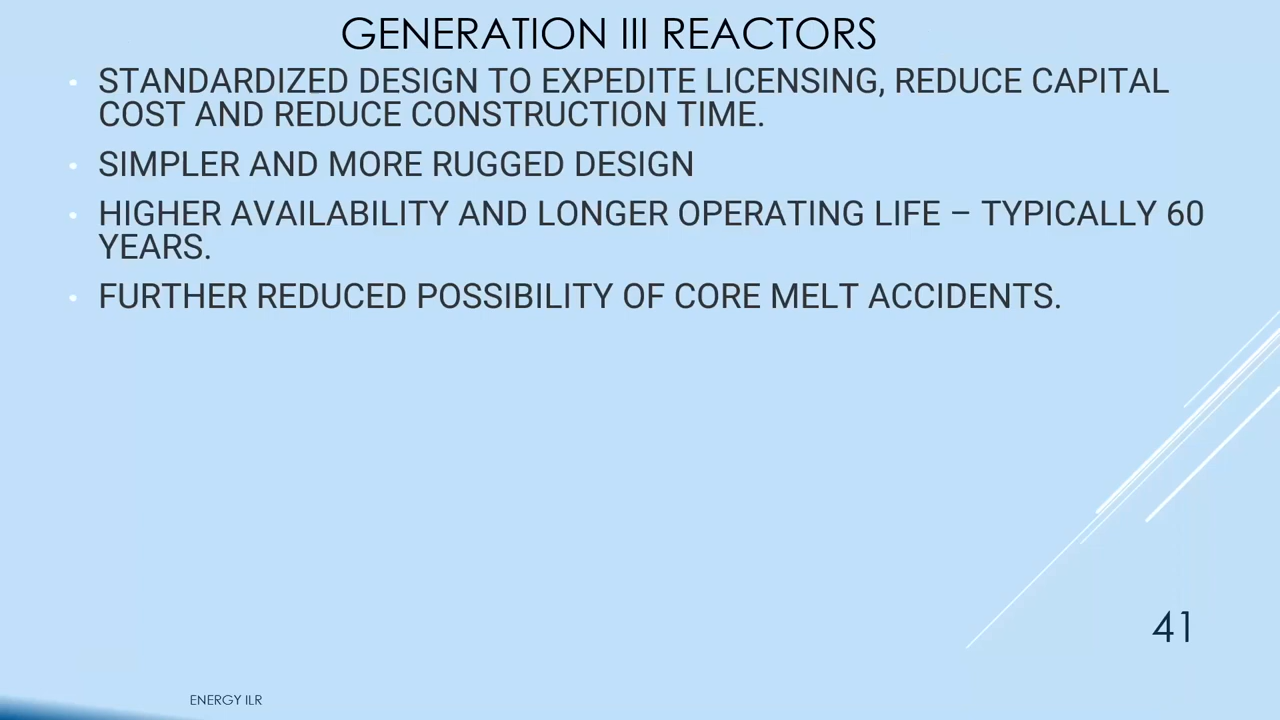 GENERATION III REACTORS
• STANDARDIZED DESIGN TO EXPEDITE LICENSING, REDUCE CAPITAL
COST AND REDUCE CONSTRUCTION TIME.
• SIMPLER AND MORE RUGGED DESIGN
• HIGHER AVAILABILITY AND LONGER OPERATING LIFE – TYPICALLY 60
YEARS.
• FURTHER REDUCED POSSIBILITY OF CORE MELT ACCIDENTS.
41
ENERGY ILR